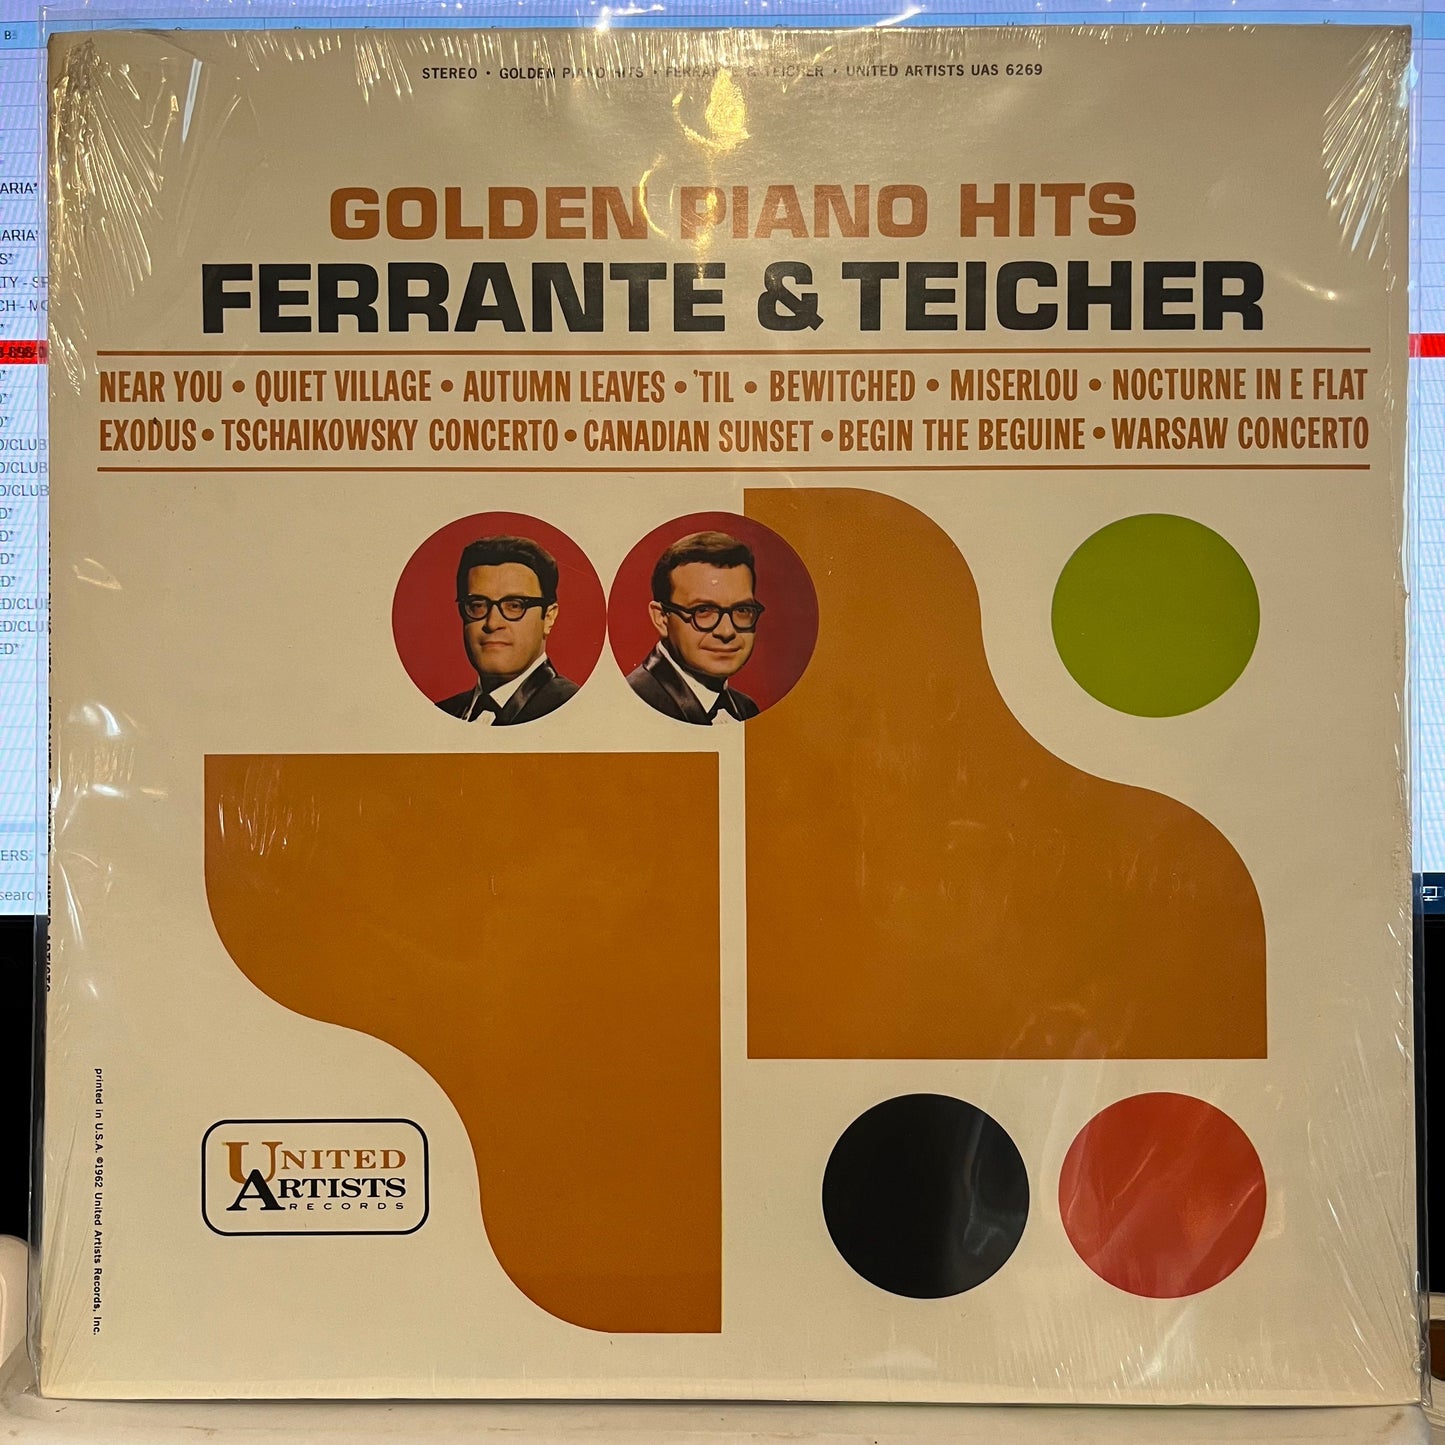 STEREO • GOLDEN PIANO HITS • FERRANTE & TEICHER • UNITED ARTISTS UAS 6269
GOLDEN PIANO HITS
FERRANTE & TEICHER
NEAR YOU • QUIET VILLAGE • AUTUMN LEAVES • 'TIL • BEWITCHED • MISERLOU • NOCTURNE IN E FLAT
EXODUS • TSCHAIKOWSKY CONCERTO • CANADIAN SUNSET • BEGIN THE BEGUINE • WARSAW CONCERTO
UNITED
ARTISTS
RECORDS
printed in U.S.A. ©1962 United Artists Records, Inc.